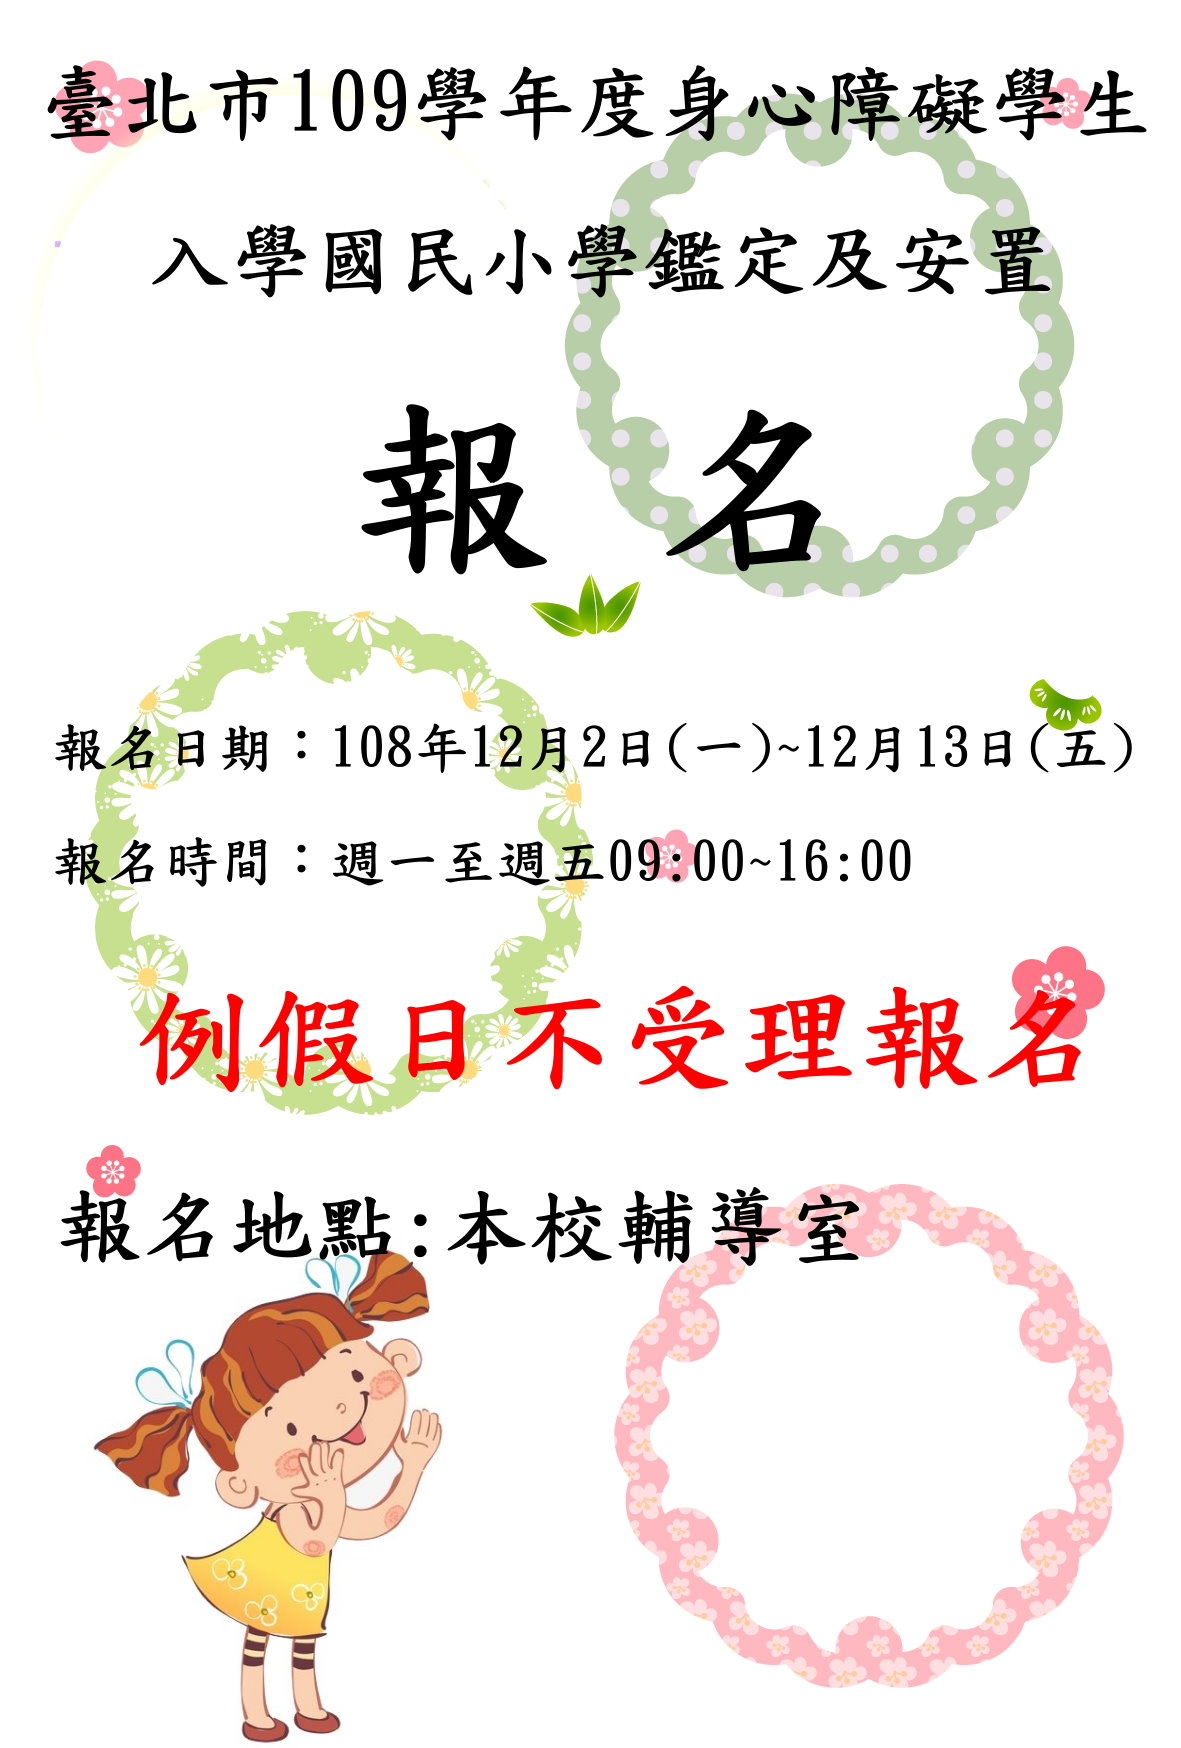 臺北市109學年度身心障礙學生
入學國民小學鑑定及安置
報 名
報名日期：108年12月2日(一)~12月13日(五)
報名時間：週一至週五09:00~16:00
例假日不受理報名
報名地點:本校輔導室